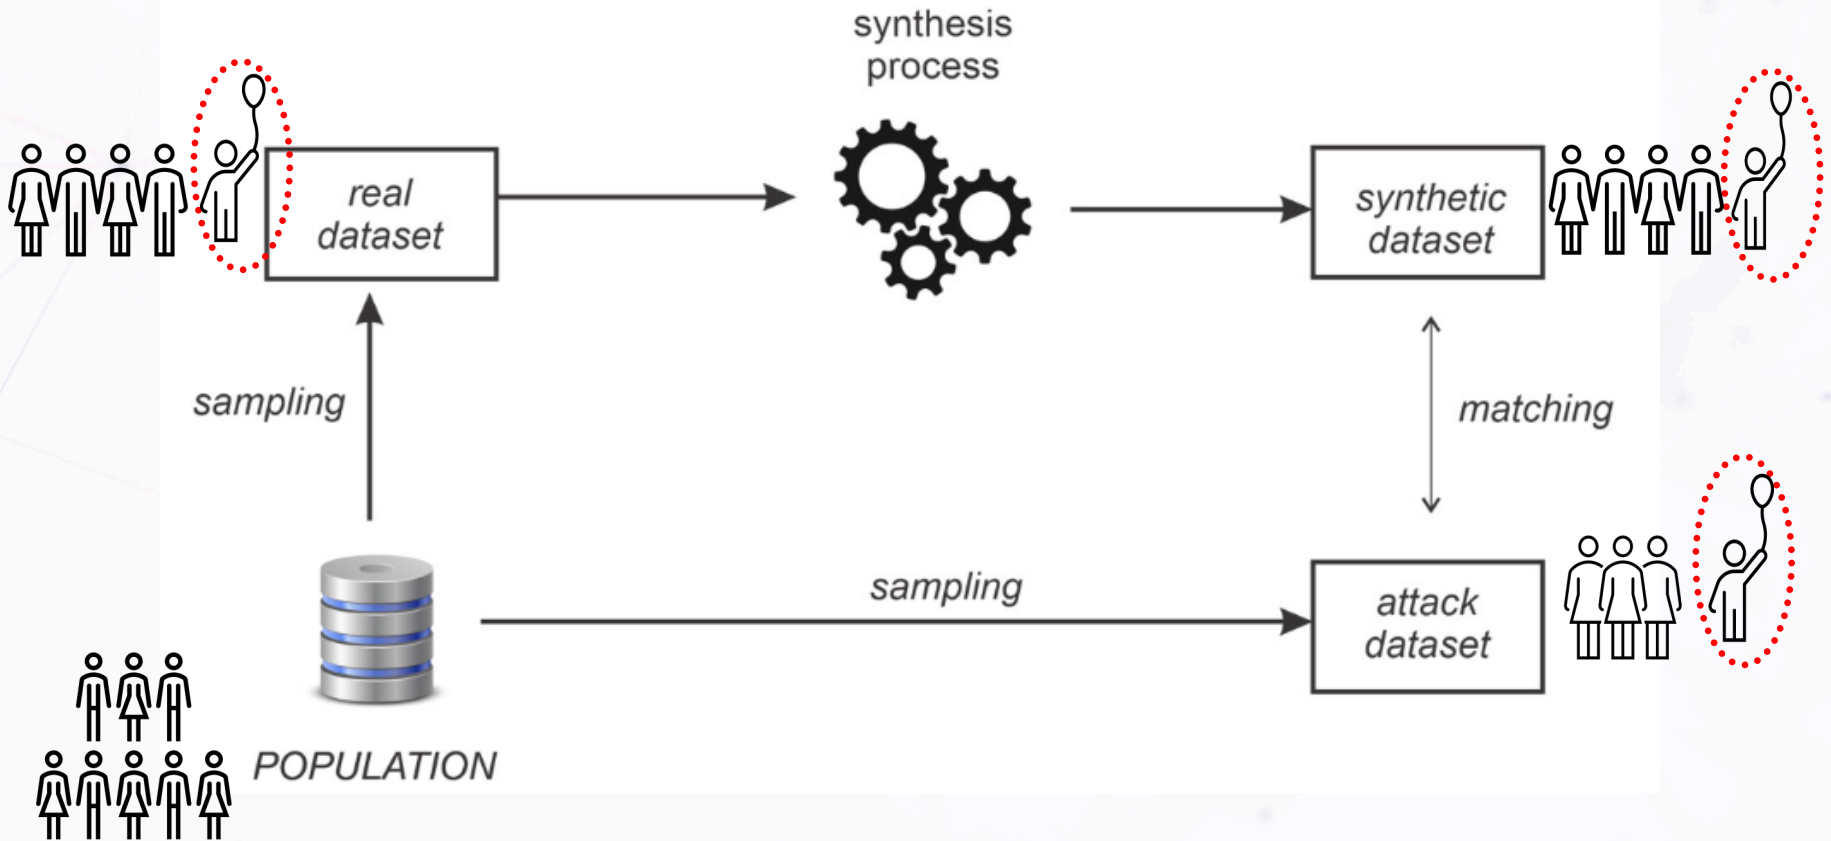 synthesis
process
real
dataset
synthetic
dataset
sampling
matching
sampling
attack
dataset
POPULATION